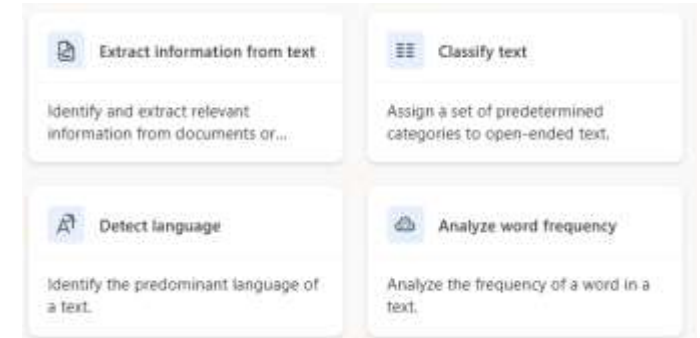 Extract information from text
Identify and extract relevant
information from documents or...
Classify text
Assign a set of predetermined
categories to open-ended text.
Detect language
Identify the predominant language of
a text.
Analyze word frequency
Analyze the frequency of a word in a
text.